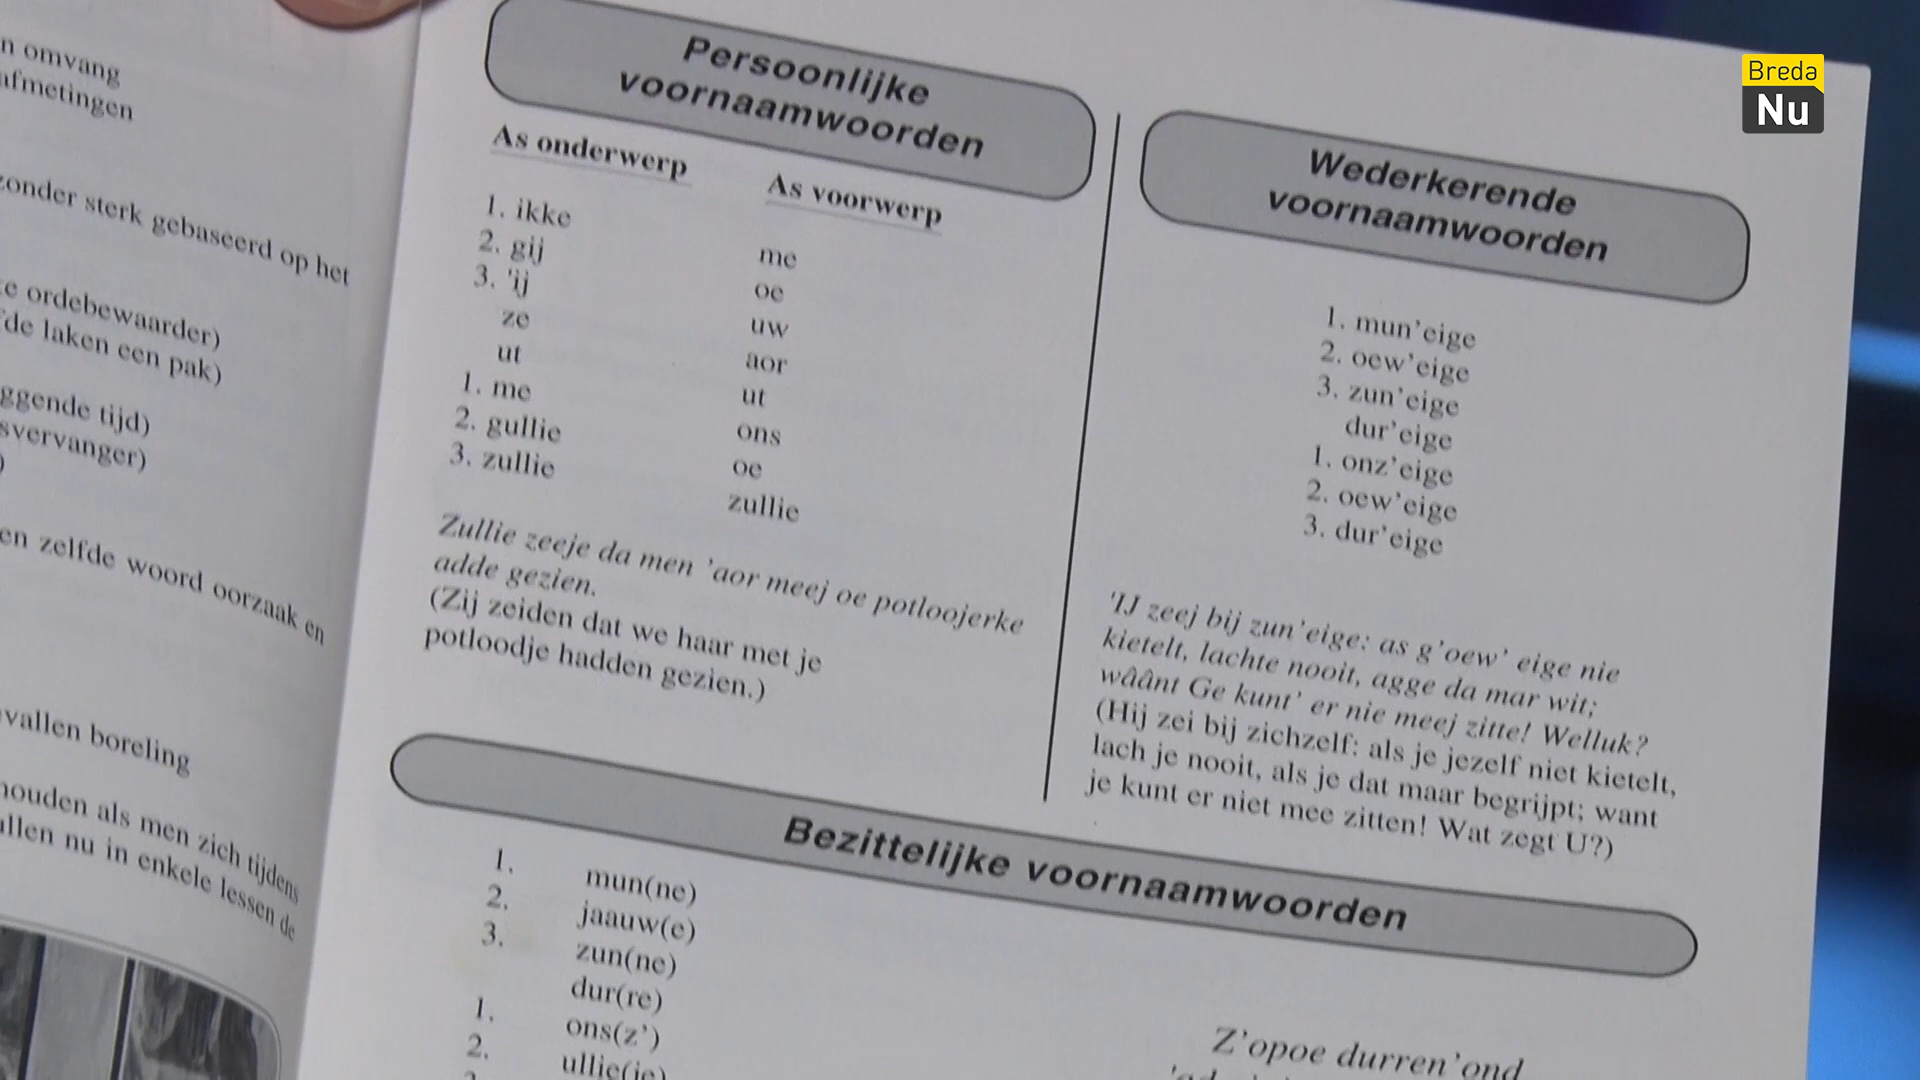 n omvang
afmetingen
zonder sterk gebaseerd op het
e ordebewaarder)
de laken een pak)
ggende tijd)
svervanger)
)
en zelfde woord oorzaak en
vallen boreling
houden als men zich tijdens
allen nu in enkele lessen de
Persoonlijke
voornaamwoorden
As onderwerp
1. ikke
2. gij
3. 'ij
ze
ut
1. me
2. gullie
3. zullie
As voorwerp
me
oe
uw
aor
ut
ons
oe
zullie
Zullie zeeje da men 'aor meej oe potloojerke
adde gezien.
(Zij zeiden dat we haar met je
potloodje hadden gezien.)
Wederkerende
voornaamwoorden
1. mun'eige
2. oew'eige
3. zun'eige
dur'eige
1. onz'eige
2. oew'eige
3. dur'eige
'IJ zeej bij zun'eige: as g'oew' eige nie
kietelt, lachte nooit, agge da mar wit;
wâânt Ge kunt' er nie meej zitte! Welluk?
(Hij zei bij zichzelf: als je jezelf niet kietelt,
lach je nooit, als je dat maar begrijpt; want
je kunt er niet mee zitten! Wat zegt U?)
Bezittelijke voornaamwoorden
1. mun(ne)
2. jaauw(e)
3. zun(ne)
dur(re)
1. ons(z')
2. ullie(je)
Z'opoe durren'ond
Breda
Nu